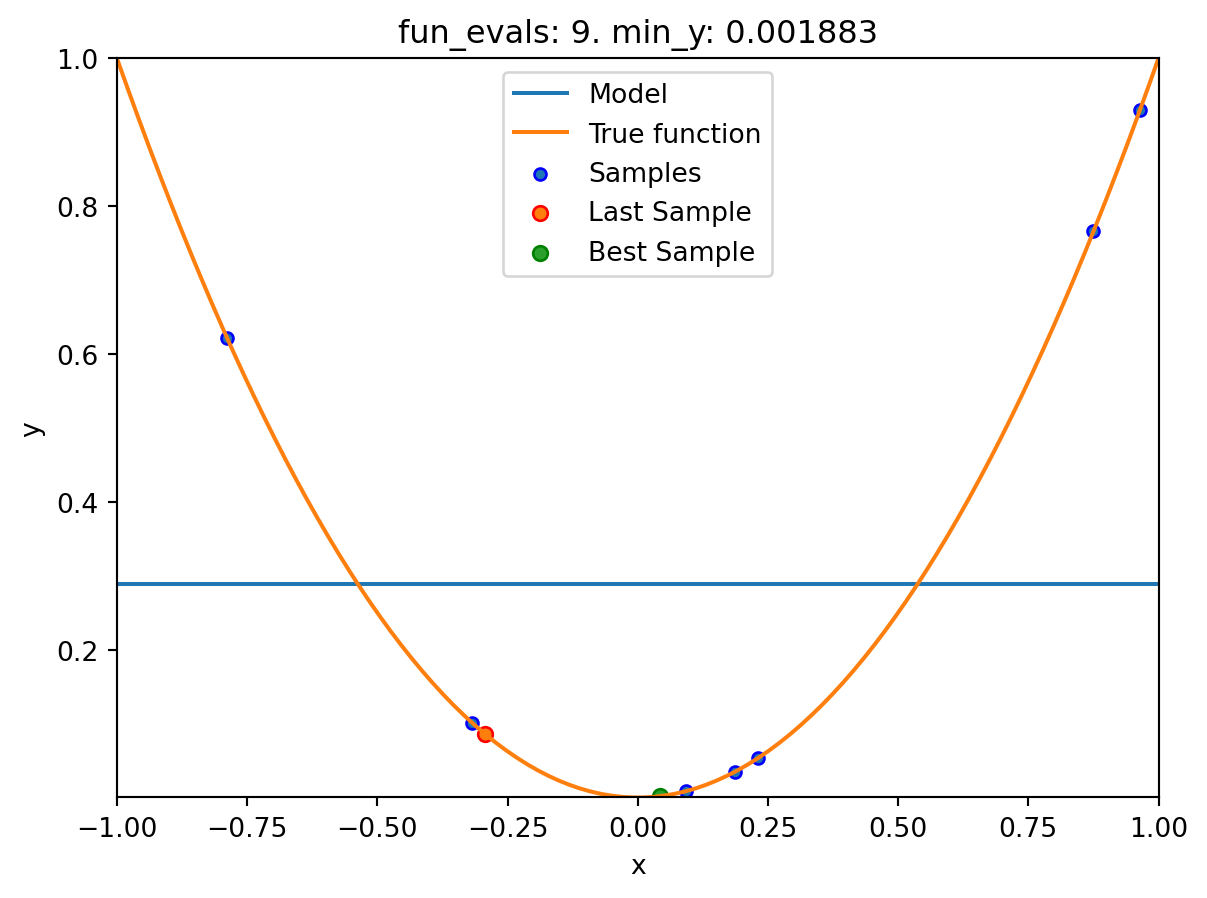 fun_evals: 9. min_y: 0.001883
1.0
0.8
0.6
0.4
0.2
y
Model
True function
Samples
Last Sample
Best Sample
−1.00 −0.75 −0.50 −0.25 0.00 0.25 0.50 0.75 1.00
x